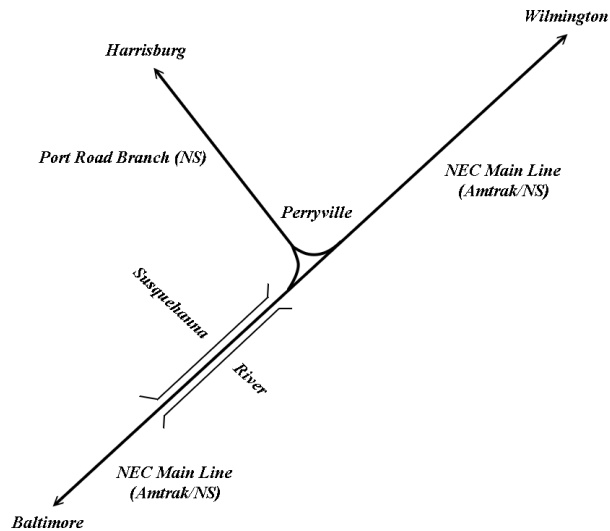 Wilmington
Harrisburg
Port Road Branch (NS)
NEC Main Line
(Amtrak/NS)
Perryville
Susquehanna
River
NEC Main Line
(Amtrak/NS)
Baltimore